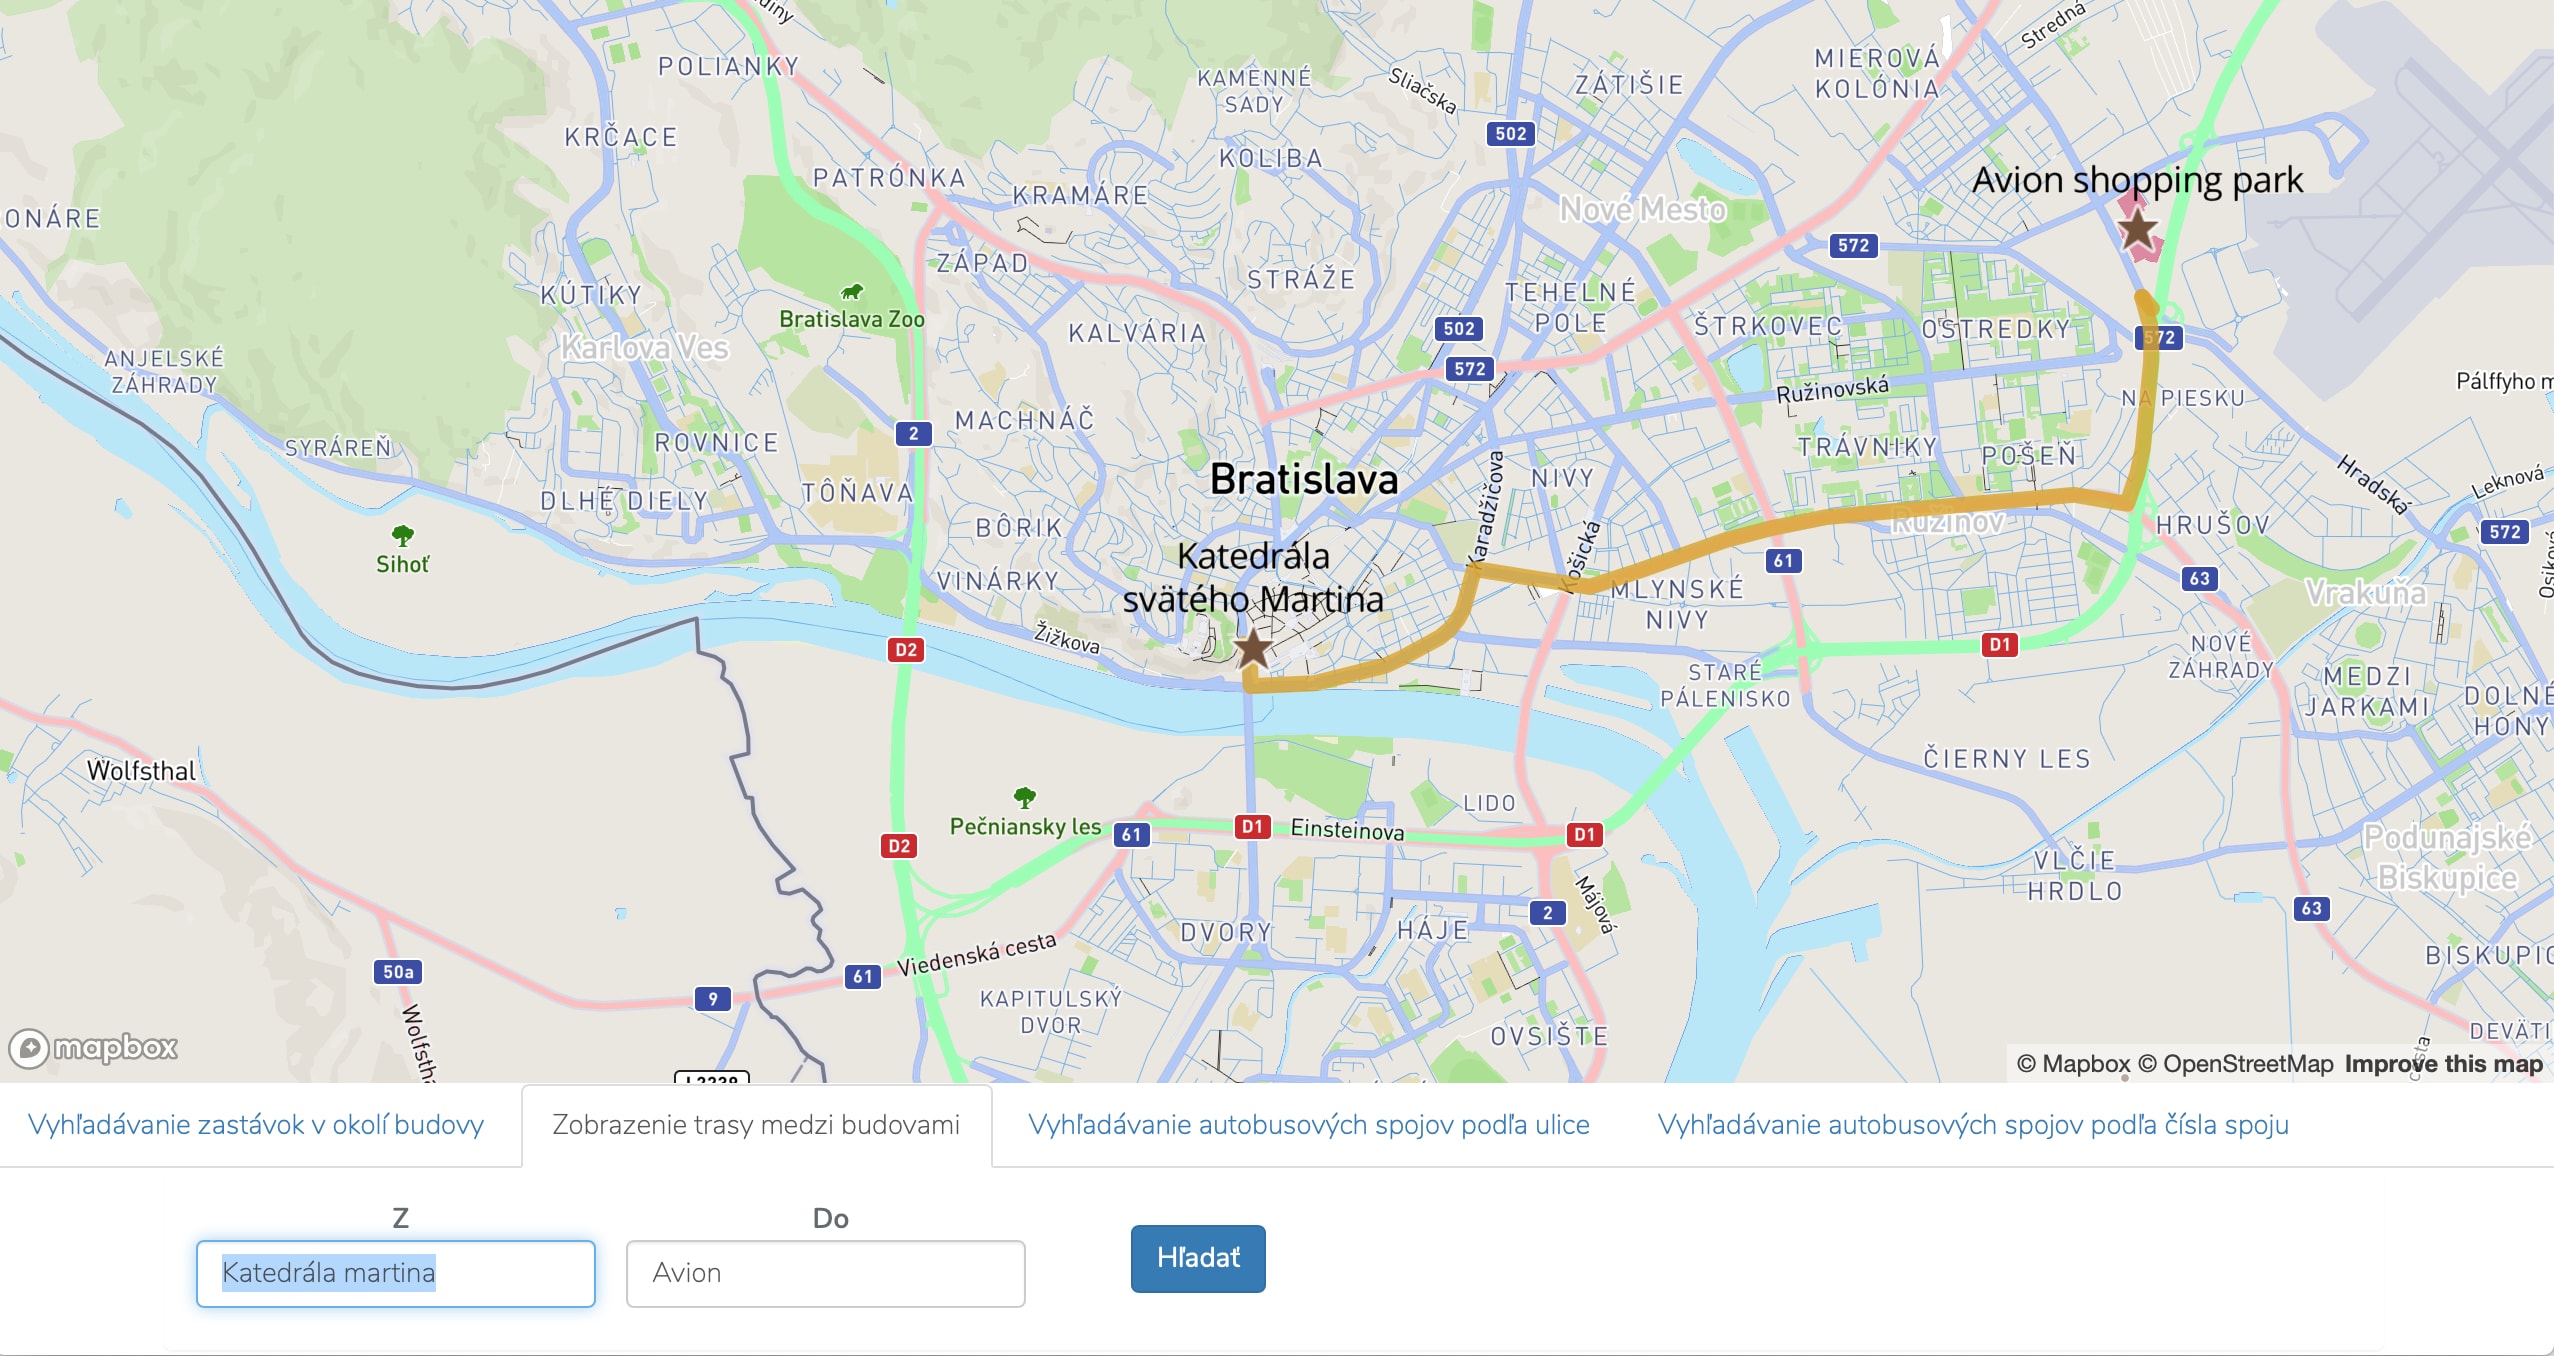 POLIANKY
KAMENNÉ
SADY
Sliačska
ZÁTIŠIE
MIEROVÁ
KOLÓNIA
Stredná
KRČACE
502
KOLIBA
PATRÓNKA
KRAMÁRE
Avion shopping park
ONÁRE
Nové Mesto
572
ZÁPAD
STRÁŽE
KÚTIKY
TEHELNÉ
POLE
Bratislava Zoo
Karlova Ves
KALVÁRIA
502
ŠTRKOVEC
OSTREDKY
572
ANJELSKÉ
ZÁHRADY
572
Ružinovská
NA PIESKU
Pálffyho m
2
MACHNÁČ
SYRÁREŇ
ROVNICE
TRÁVNIKY
POŠEŇ
Bratislava
Karadžičova
NIVY
Hradská
Leknová
DLHÉ DIELY
TÔŇAVA
BÔRIK
Ružinov
HRUŠOV
572
Sihoť
Katedrála
svätého Martina
Košická
61
VINÁRKY
MLYNSKÉ
NIVY
63
Vrakuňa
Osikov
Žižkova
D2
D1
NOVÉ
ZÁHRADY
STARÉ
PÁLENISKO
MEDZI
JARKAMI
DOLNÉ
HONY
Wolfsthal
ČIERNY LES
Pečniansky les
61
D1
Einsteinova
LIDO
D1
D2
Podunajské
Biskupice
VLČIE
HRDLO
Májová
2
63
DVORY
HÁJE
BISKUPIC
50a
61
Viedenská cesta
9
KAPITULSKÝ
DVOR
OVSIŠTE
DEVÄTI
Wolfstha
mapbox
© Mapbox © OpenStreetMap Improve this map
Vyhľadávanie zastávok v okolí budovy
Zobrazenie trasy medzi budovami
Vyhľadávanie autobusových spojov podľa ulice
Vyhľadávanie autobusových spojov podľa čísla spoju
Z
Do
Katedrála martina
Avion
Hľadať